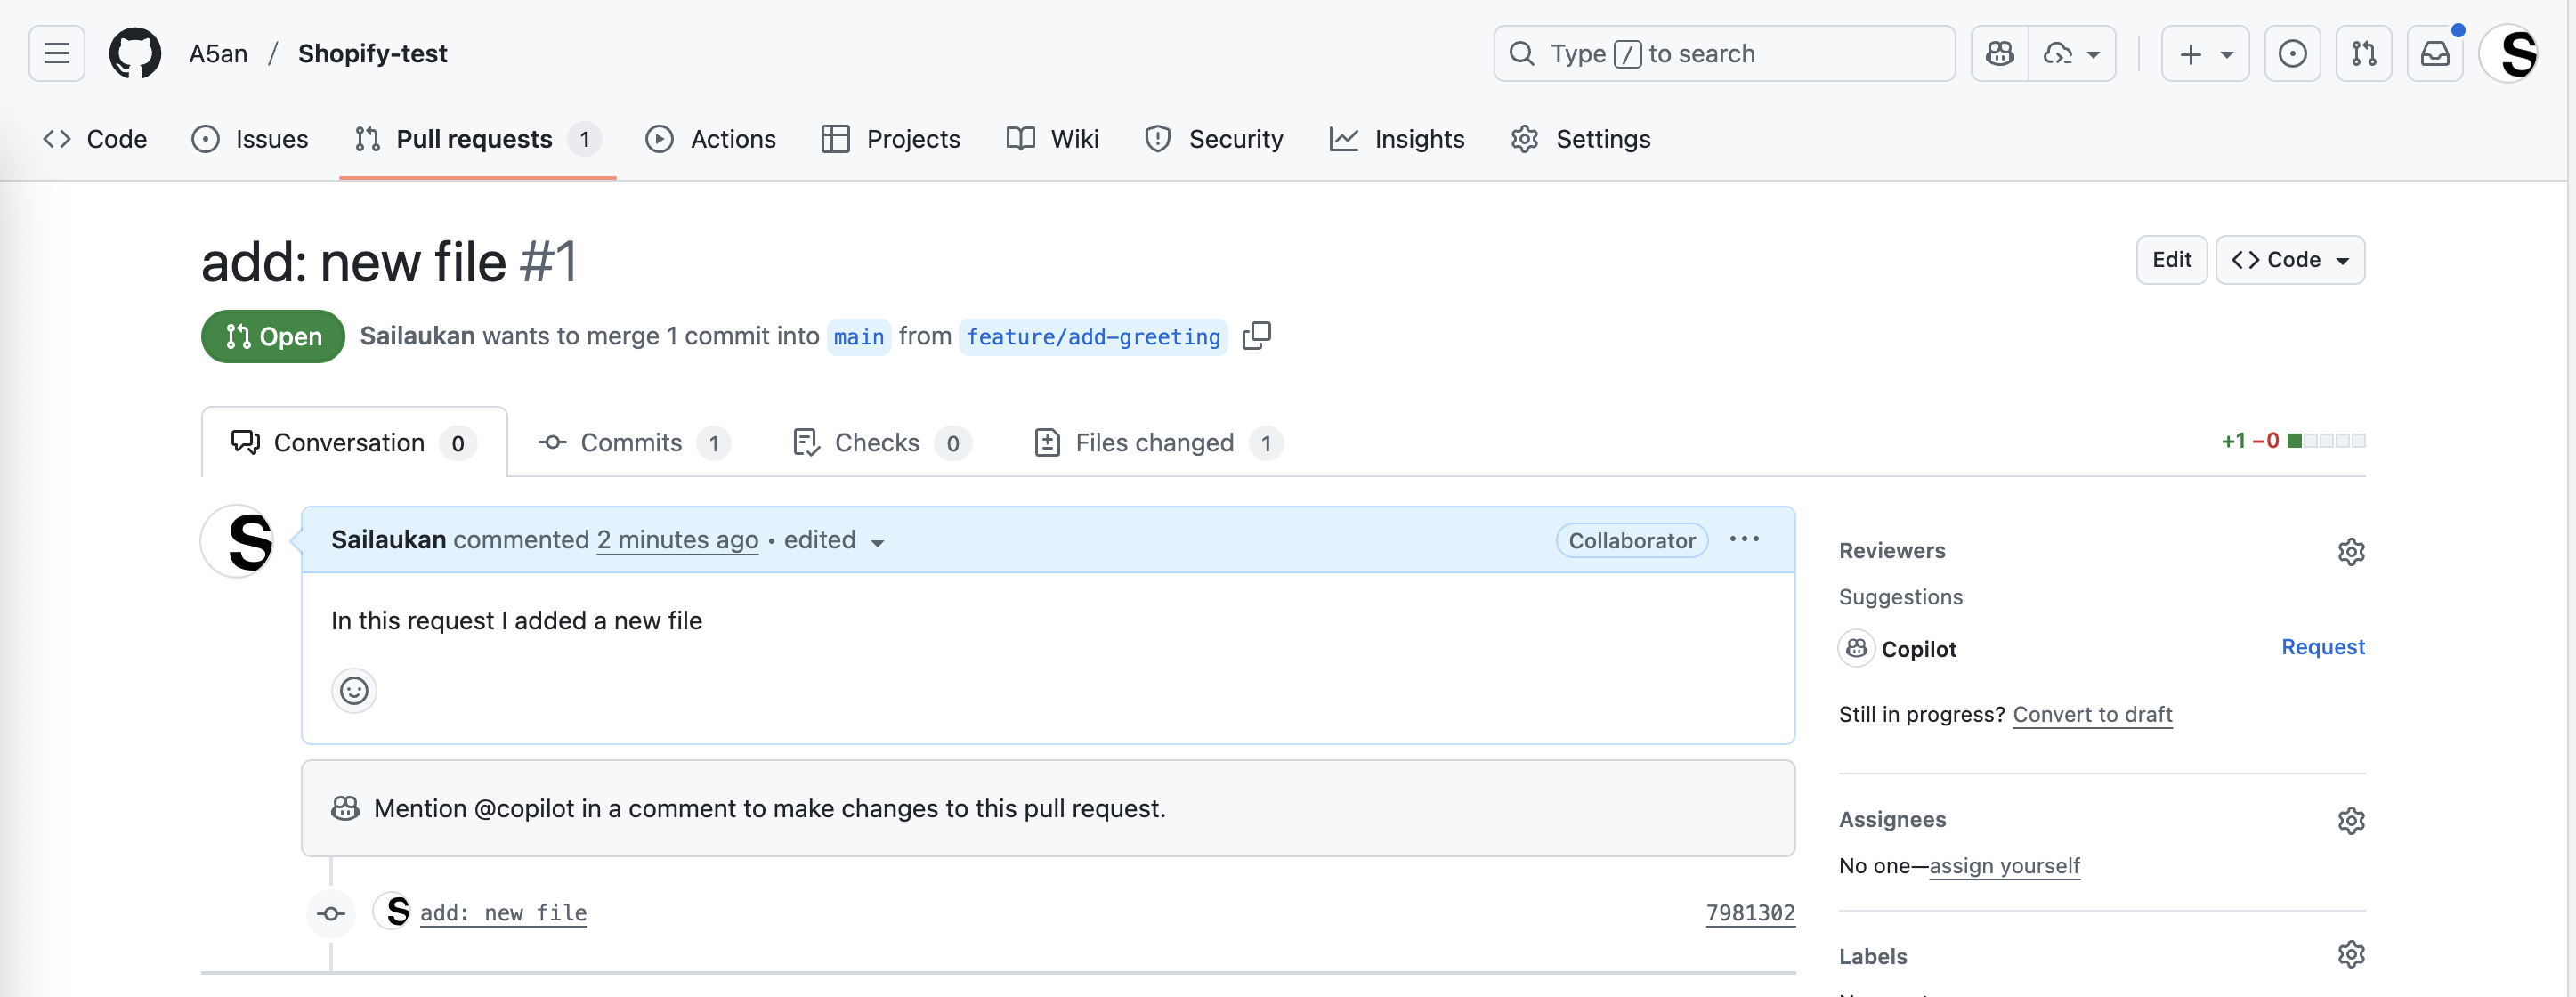 A5an / Shopify-test
Type / to search
Code
Issues
Pull requests 1
Actions
Projects
Wiki
Security
Insights
Settings
add: new file #1
Edit
Code
Open
Sailaukan wants to merge 1 commit into main from feature/add-greeting
Conversation 0
Commits 1
Checks 0
Files changed 1
+1 −0
S
Sailaukan commented 2 minutes ago • edited
Collaborator
In this request I added a new file
Mention @copilot in a comment to make changes to this pull request.
S add: new file
7981302
Reviewers
Suggestions
Copilot
Request
Still in progress? Convert to draft
Assignees
No one—assign yourself
Labels